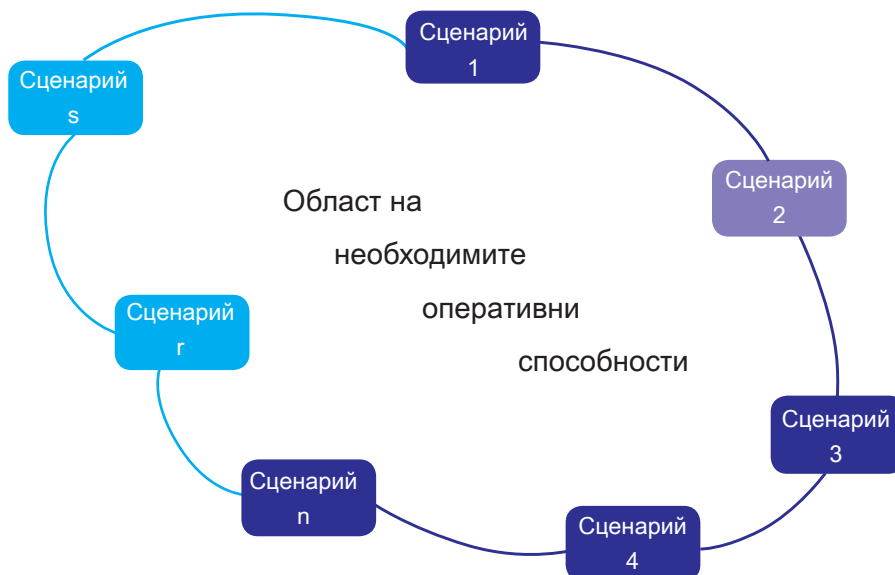 Сценарий
1
Сценарий
s
Сценарий
2
Област на
необходимите
оперативни
способности
Сценарий
r
Сценарий
3
Сценарий
n
Сценарий
4